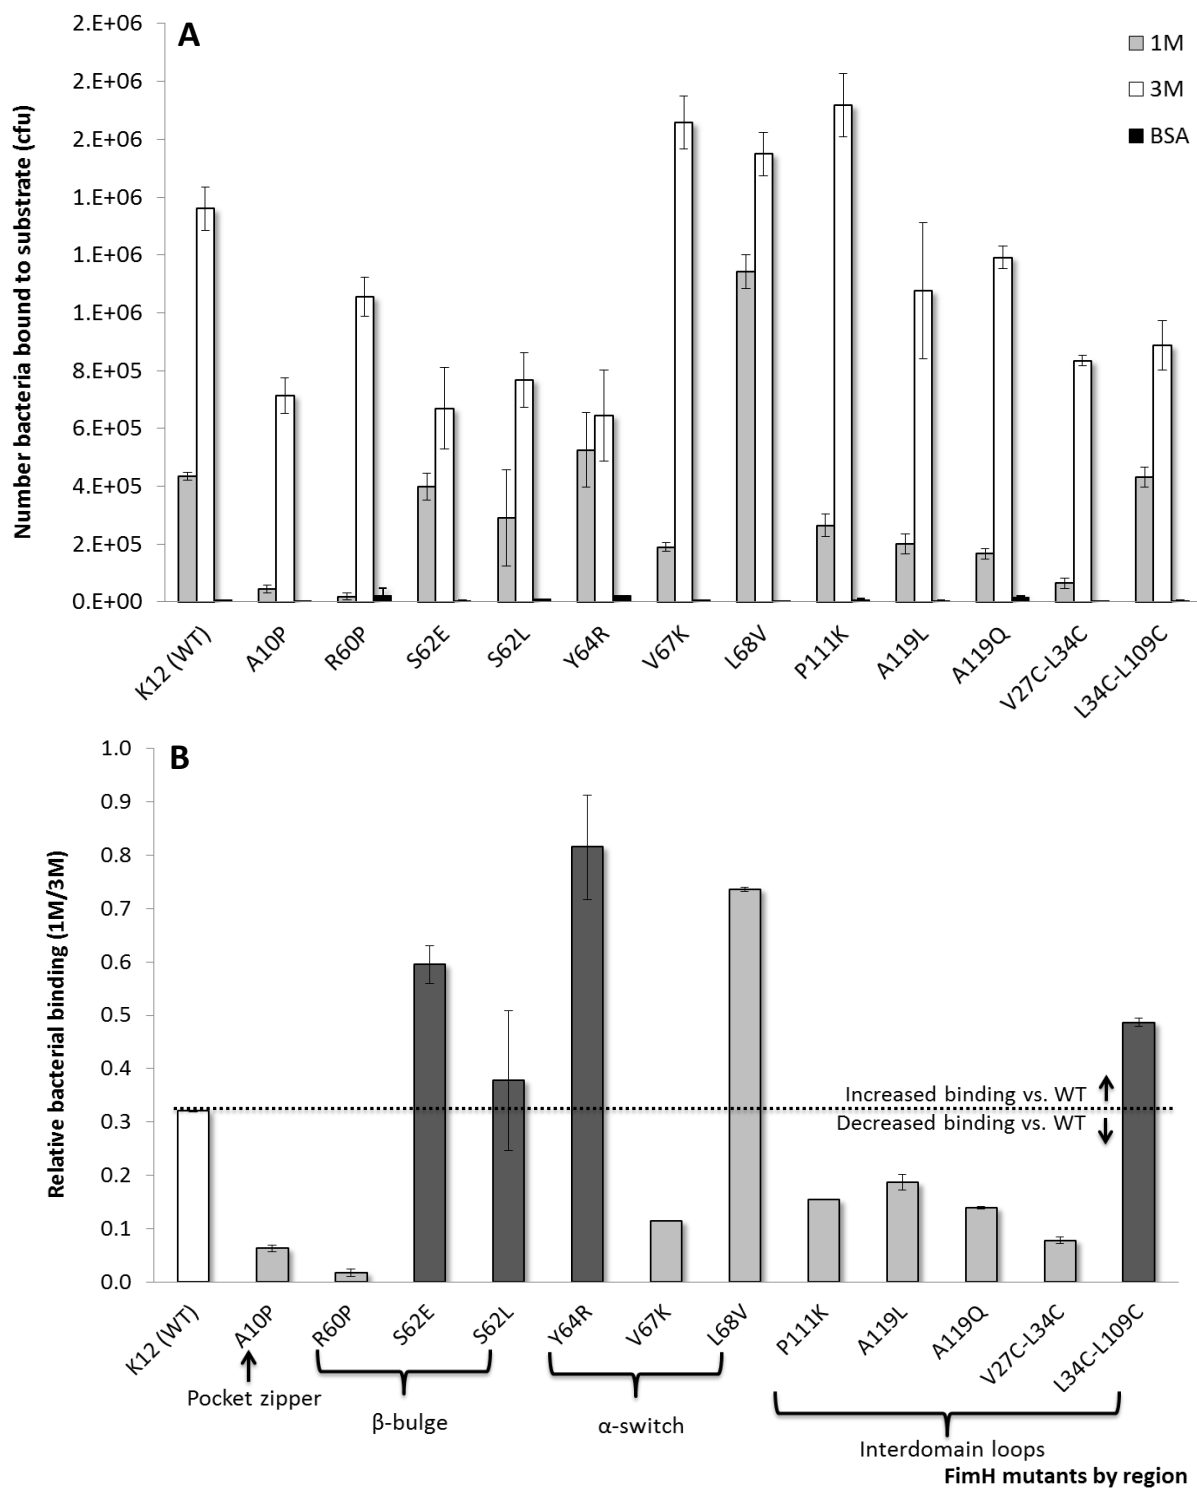 A
2.E+06
2.E+06
2.E+06
1.E+06
1.E+06
1.E+06
8.E+05
6.E+05
4.E+05
2.E+05
0.E+00
Number bacteria bound to substrate (cfu)
1M
3M
BSA
K12 (WT)
A10P
R60P
S62E
S62L
Y64R
V67K
L68V
P111K
A119L
A119Q
V27C-L34C
L34C-L109C
B
1.0
0.9
0.8
0.7
0.6
0.5
0.4
0.3
0.2
0.1
0.0
Relative bacterial binding (1M/3M)
Increased binding vs. WT
Decreased binding vs. WT
K12 (WT)
A10P
R60P
S62E
S62L
Y64R
V67K
L68V
P111K
A119L
A119Q
V27C-L34C
L34C-L109C
Pocket zipper
β-bulge
α-switch
Interdomain loops
FimH mutants by region